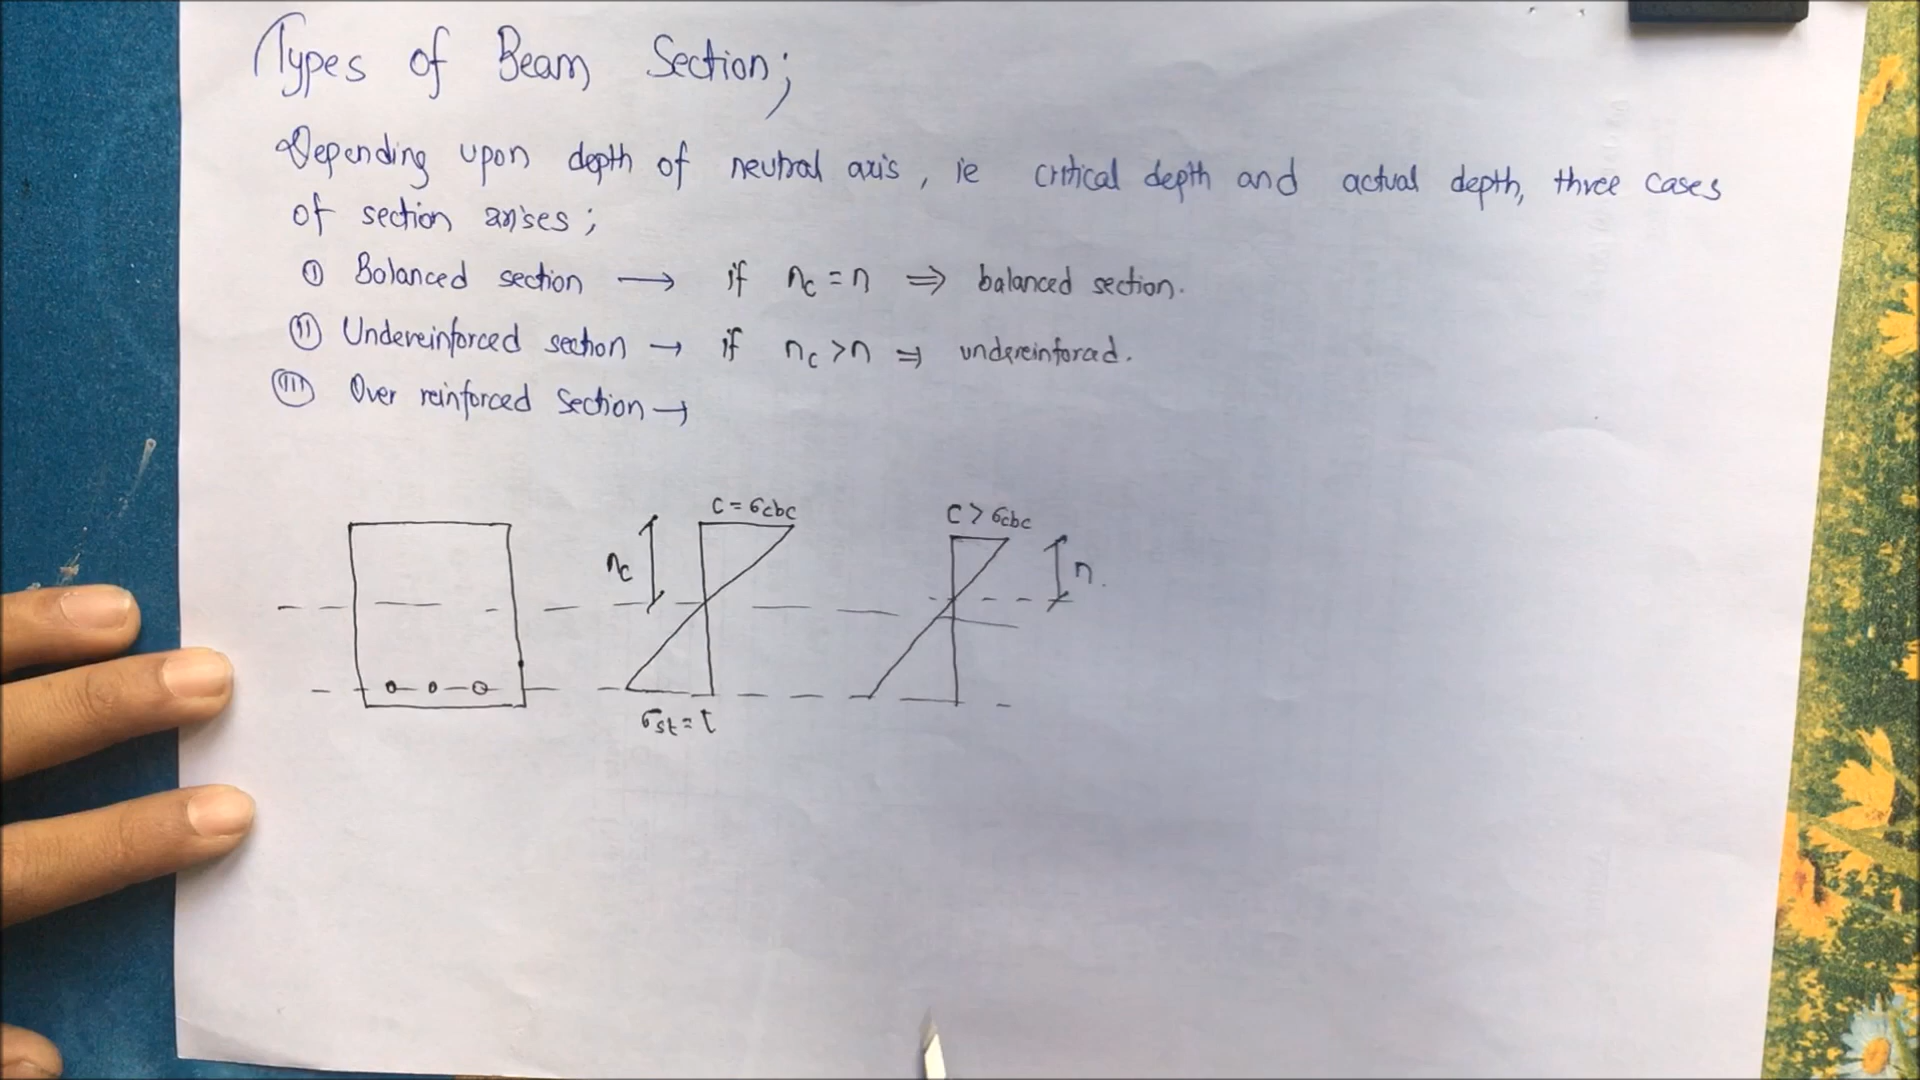 Types of Beam Section;
Depending upon depth of neutral axis, ie critical depth and actual depth, three cases
of section arises;
① Balanced section → if nc = n ⇒ balanced section.
ⓘⓘ Undereinforced section → if nc > n ⇒ undereinforced.
ⓘⓘⓘ Over reinforced Section →
C = σcbc
C > σcbc
nc
n.
σst = t